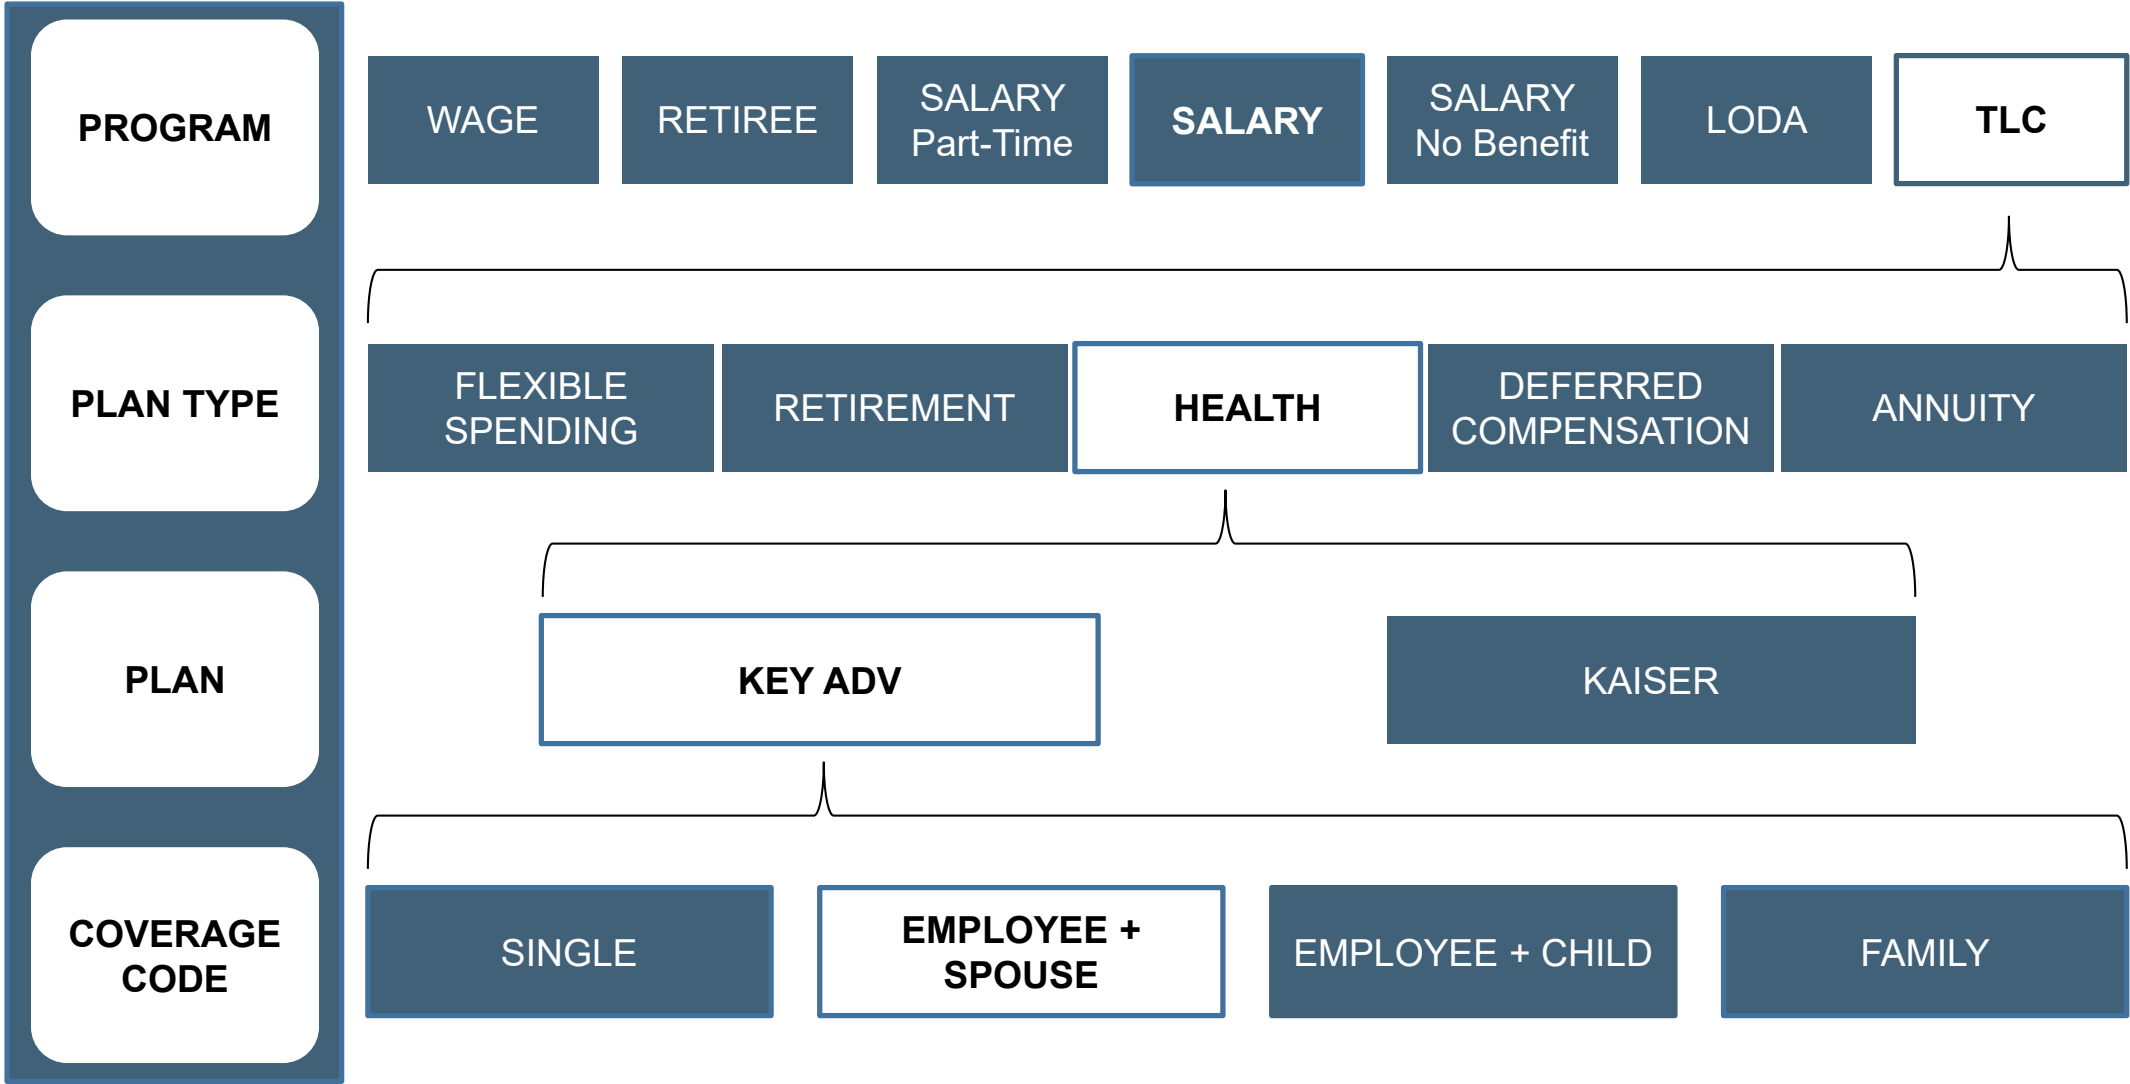 PROGRAM
WAGE
RETIREE
SALARY
Part-Time
SALARY
SALARY
No Benefit
LODA
TLC
PLAN TYPE
FLEXIBLE
SPENDING
RETIREMENT
HEALTH
DEFERRED
COMPENSATION
ANNUITY
PLAN
KEY ADV
KAISER
COVERAGE
CODE
SINGLE
EMPLOYEE +
SPOUSE
EMPLOYEE + CHILD
FAMILY